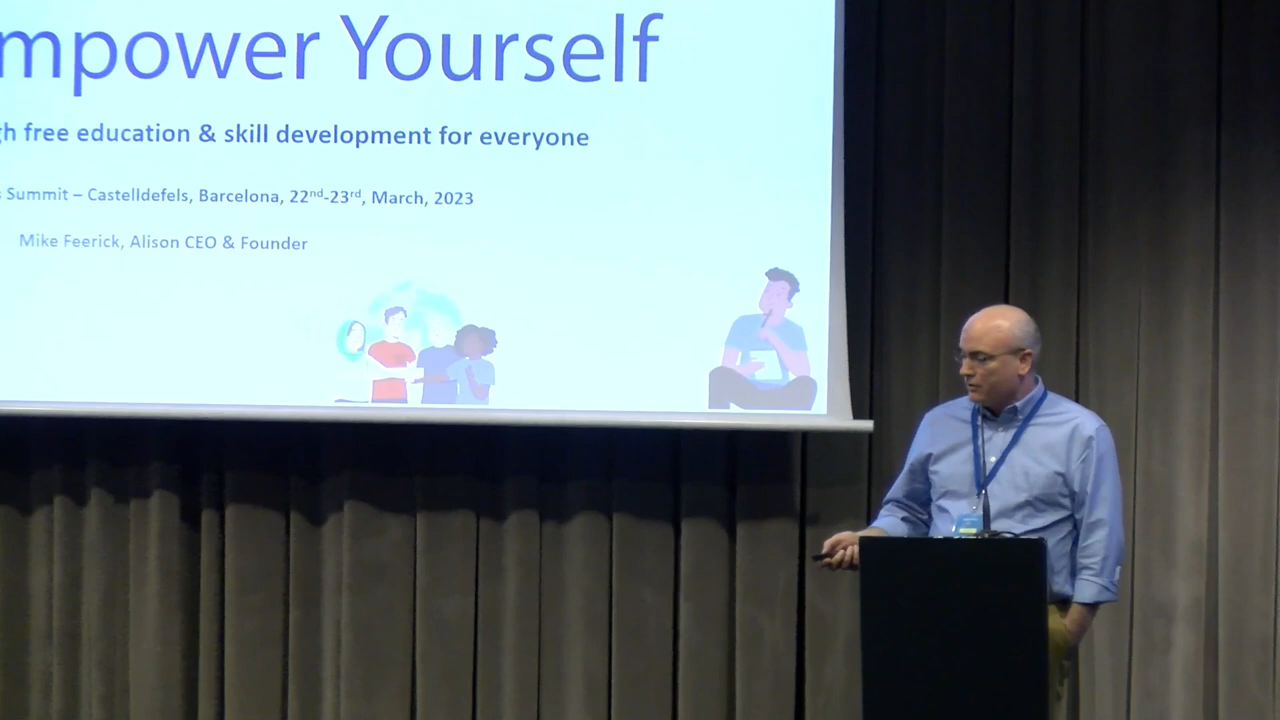 mpower Yourself
h free education & skill development for everyone
s Summit – Castelldefels, Barcelona, 22nd-23rd, March, 2023
Mike Feerick, Alison CEO & Founder